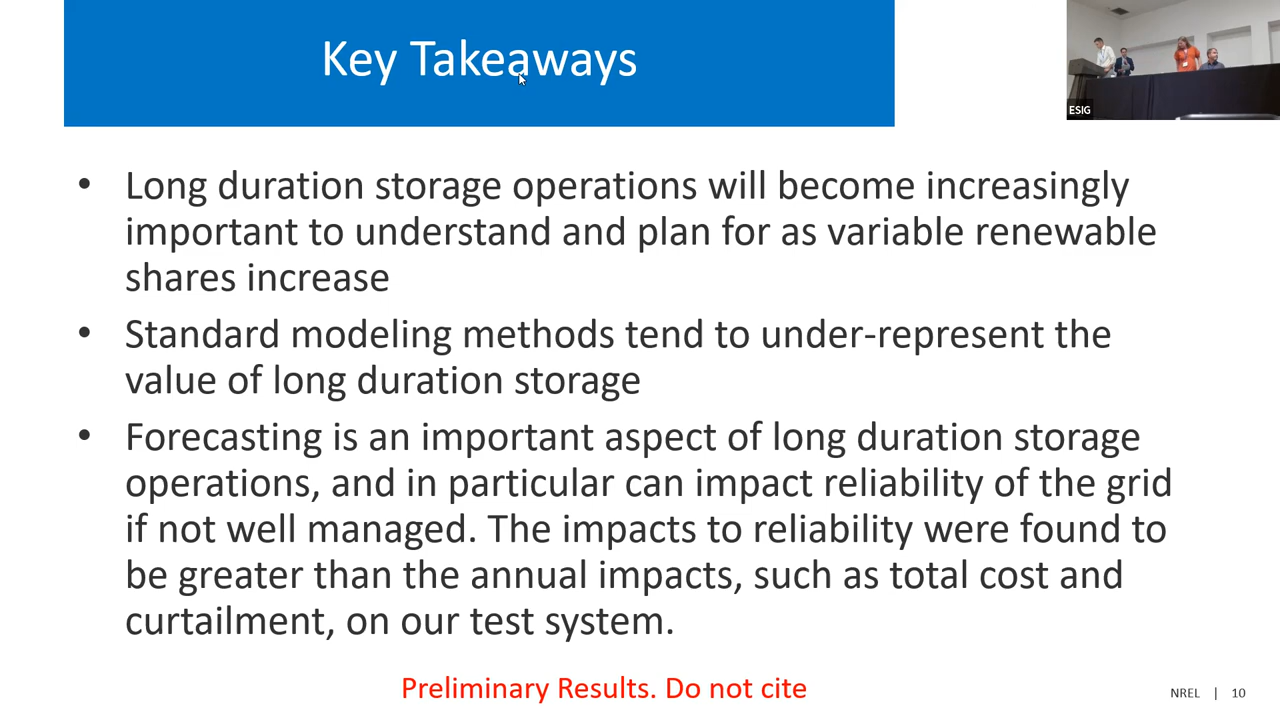 Key Takeaways
ESIG
• Long duration storage operations will become increasingly
important to understand and plan for as variable renewable
shares increase
• Standard modeling methods tend to under-represent the
value of long duration storage
• Forecasting is an important aspect of long duration storage
operations, and in particular can impact reliability of the grid
if not well managed. The impacts to reliability were found to
be greater than the annual impacts, such as total cost and
curtailment, on our test system.
Preliminary Results. Do not cite
NREL | 10